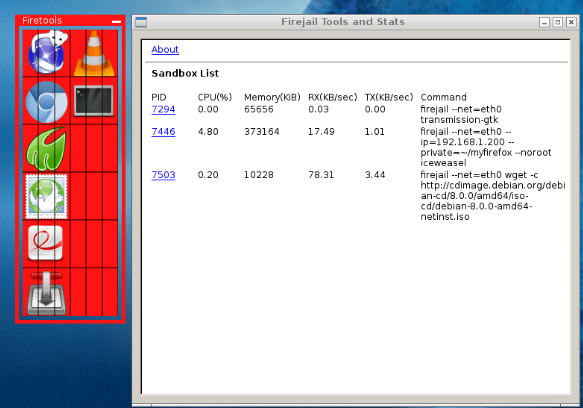 Firetools
Firejail Tools and Stats
About
Sandbox List
PID CPU(%) Memory(KiB) RX(KB/sec) TX(KB/sec) Command
7294 0.00 65656 0.03 0.00 firejail --net=eth0
transmission-gtk
7446 4.80 373164 17.49 1.01 firejail --net=eth0 --
ip=192.168.1.200 --
private=~/myfirefox --noroot
iceweasel
7503 0.20 10228 78.31 3.44 firejail --net=eth0 wget -c
http://cdimage.debian.org/debi
an-cd/8.0.0/amd64/iso-
cd/debian-8.0.0-amd64-
netinst.iso